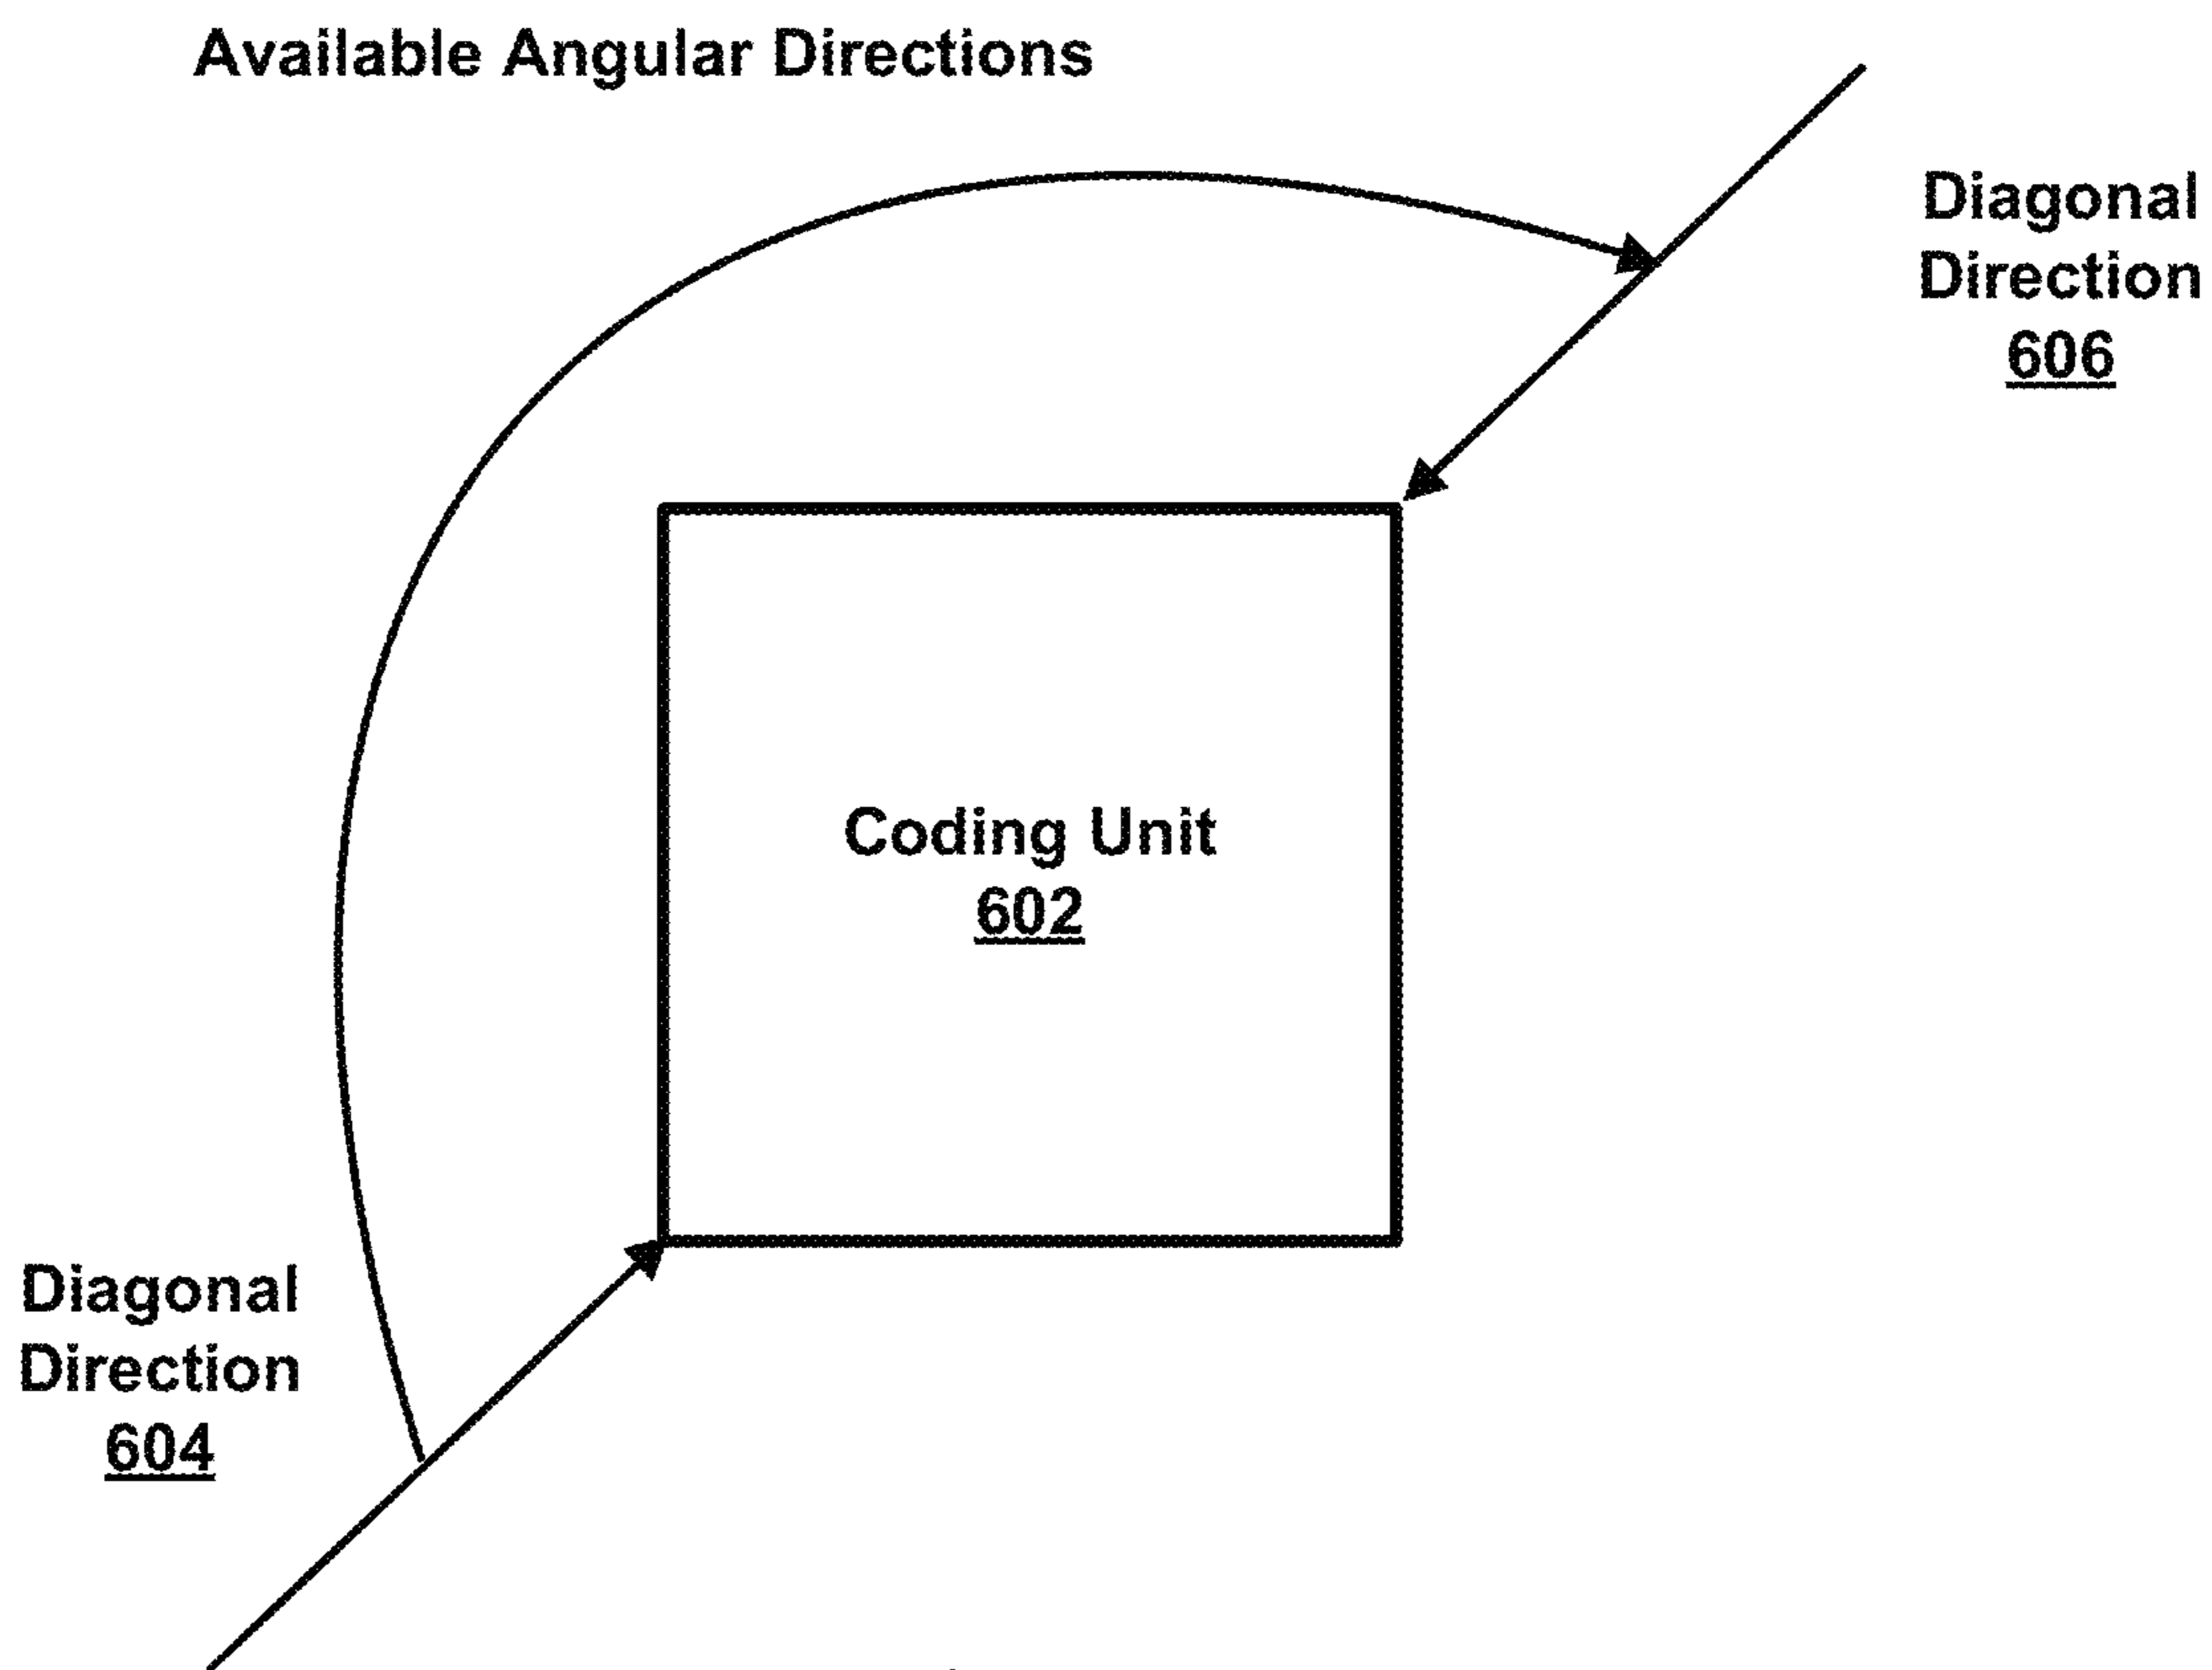 Available Angular Directions
Diagonal
Direction
606
Coding Unit
602
Diagonal
Direction
604